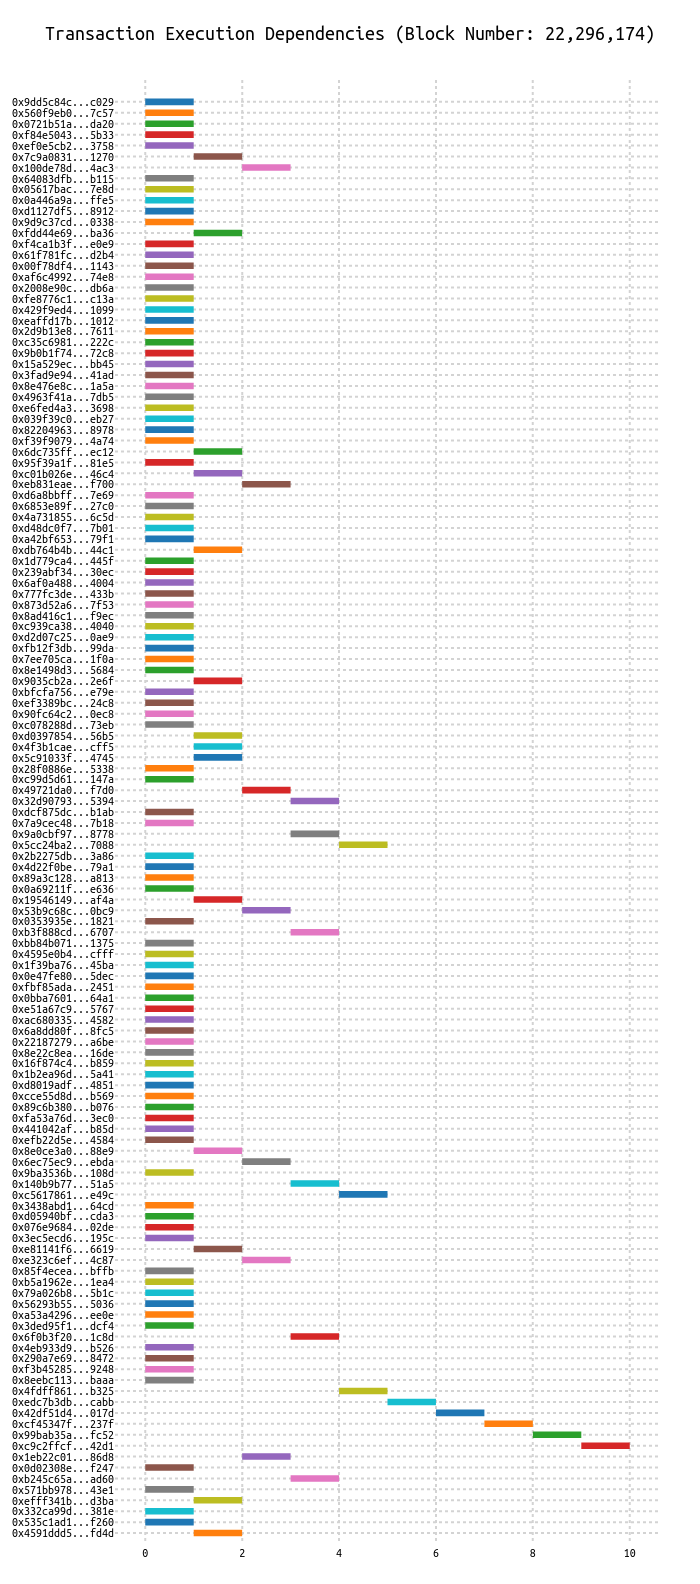 Transaction Execution Dependencies (Block Number: 22,296,174)
0x9dd5c84c...c029
0x560f9eb0...7c57
0x0721b51a...da20
0xf84e5043...5b33
0xef0e5cb2...3758
0x7c9a0831...1270
0x100de78d...4ac3
0x64083dfb...b115
0x05617bac...7e8d
0x0a446a9a...ffe5
0xd1127df5...8912
0x9d9c37cd...0338
0xfdd44e69...ba36
0xf4ca1b3f...e0e9
0x61f781fc...d2b4
0x00f78df4...1143
0xaf6c4992...74e8
0x2008e90c...db6a
0xfe8776c1...c13a
0x429f9ed4...1099
0xeaffd17b...1012
0x2d9b13e8...7611
0xc35c6981...222c
0x9b0b1f74...72c8
0x15a529ec...bb45
0x3fad9e94...41ad
0x8e476e8c...1a5a
0x4963f41a...7db5
0xe6fed4a3...3698
0x039f39c0...eb27
0x82204963...8978
0xf39f9079...4a74
0x6dc735ff...ec12
0x95f39a1f...81e5
0xc01b026e...46c4
0xeb831eae...f700
0xd6a8bbff...7e69
0x6853e89f...27c0
0x4a731855...6c5d
0xd48dc0f7...7b01
0xa42bf653...79f1
0xdb764b4b...44c1
0x1d779ca4...445f
0x239abf34...30ec
0x6af0a488...4004
0x777fc3de...433b
0x873d52a6...7f53
0x8ad416c1...f9ec
0xc939ca38...4040
0xd2d07c25...0ae9
0xfb12f3db...99da
0x7ee705ca...1f0a
0x8e1498d3...5684
0x9035cb2a...2e6f
0xbfcfa756...e79e
0xef3389bc...24c8
0x90fc64c2...0ec8
0xc078288d...73eb
0xd0397854...56b5
0x4f3b1cae...cff5
0x5c91033f...4745
0x28f0886e...5338
0xc99d5d61...147a
0x49721da0...f7d0
0x32d90793...5394
0xdcf875dc...b1ab
0x7a9cec48...7b18
0x9a0cbf97...8778
0x5cc24ba2...7088
0x2b2275db...3a86
0x4d22f0be...79a1
0x89a3c128...a813
0x0a69211f...e636
0x19546149...af4a
0x53b9c68c...0bc9
0x0353935e...1821
0xb3f888cd...6707
0xbb84b071...1375
0x4595e0b4...cfff
0x1f39ba76...45ba
0x0e47fe80...5dec
0xfbf85ada...2451
0x0bba7601...64a1
0xe51a67c9...5767
0xac680335...4582
0x6a8dd80f...8fc5
0x22187279...a6be
0x8e22c8ea...16de
0x16f874c4...b859
0x1b2ea96d...5a41
0xd8019adf...4851
0xcce55d8d...b569
0x89c6b380...b076
0xfa53a76d...3ec0
0x441042af...b85d
0xefb22d5e...4584
0x8e0ce3a0...88e9
0x6ec75ec9...ebda
0x9ba3536b...108d
0x140b9b77...51a5
0xc5617861...e49c
0x3438abd1...64cd
0xd05940bf...cda3
0x076e9684...02de
0x3ec5ecd6...195c
0xe81141f6...6619
0xe323c6ef...4c87
0x85f4ecea...bffb
0xb5a1962e...1ea4
0x79a026b8...5b1c
0x56293b55...5036
0xa53a4296...ee0e
0x3ded95f1...dcf4
0x6f0b3f20...1c8d
0x4eb933d9...b526
0x290a7e69...8472
0xf3b45285...9248
0x8eebc113...baaa
0x4fdff861...b325
0xedc7b3db...cabb
0x42df51d4...017d
0xcf45347f...237f
0x99bab35a...fc52
0xc9c2ffcf...42d1
0x1eb22c01...86d8
0x0d02308e...f247
0xb245c65a...ad60
0x571bb978...43e1
0xefff341b...d3ba
0x332ca99d...381e
0x535c1ad1...f260
0x4591ddd5...fd4d
0 2 4 6 8 10